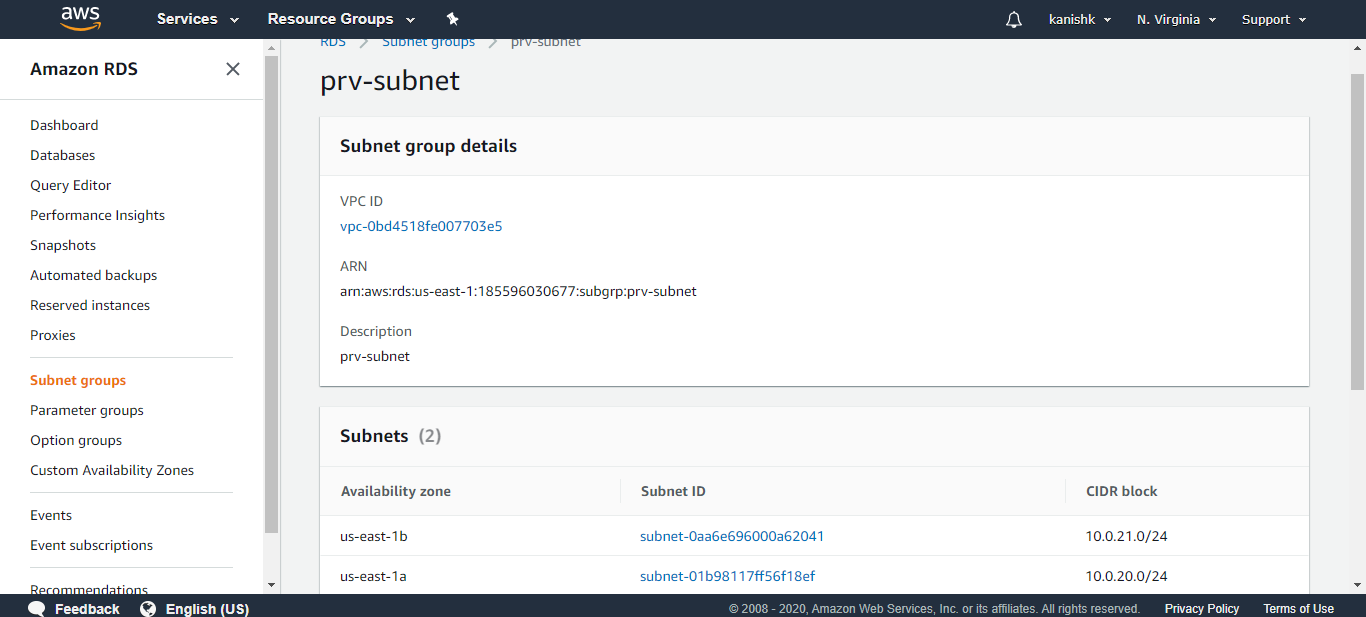 aws Services Resource Groups kanishk N. Virginia Support
Amazon RDS
Dashboard
Databases
Query Editor
Performance Insights
Snapshots
Automated backups
Reserved instances
Proxies
Subnet groups
Parameter groups
Option groups
Custom Availability Zones
Events
Event subscriptions
Recommendations
RDS Subnet groups prv-subnet
prv-subnet
Subnet group details
VPC ID
vpc-0bd4518fe007703e5
ARN
arn:aws:rds:us-east-1:185596030677:subgrp:prv-subnet
Description
prv-subnet
Subnets (2)
Availability zone Subnet ID CIDR block
us-east-1b subnet-0aa6e696000a62041 10.0.21.0/24
us-east-1a subnet-01b98117ff56f18ef 10.0.20.0/24
Feedback English (US) © 2008 - 2020, Amazon Web Services, Inc. or its affiliates. All rights reserved. Privacy Policy Terms of Use